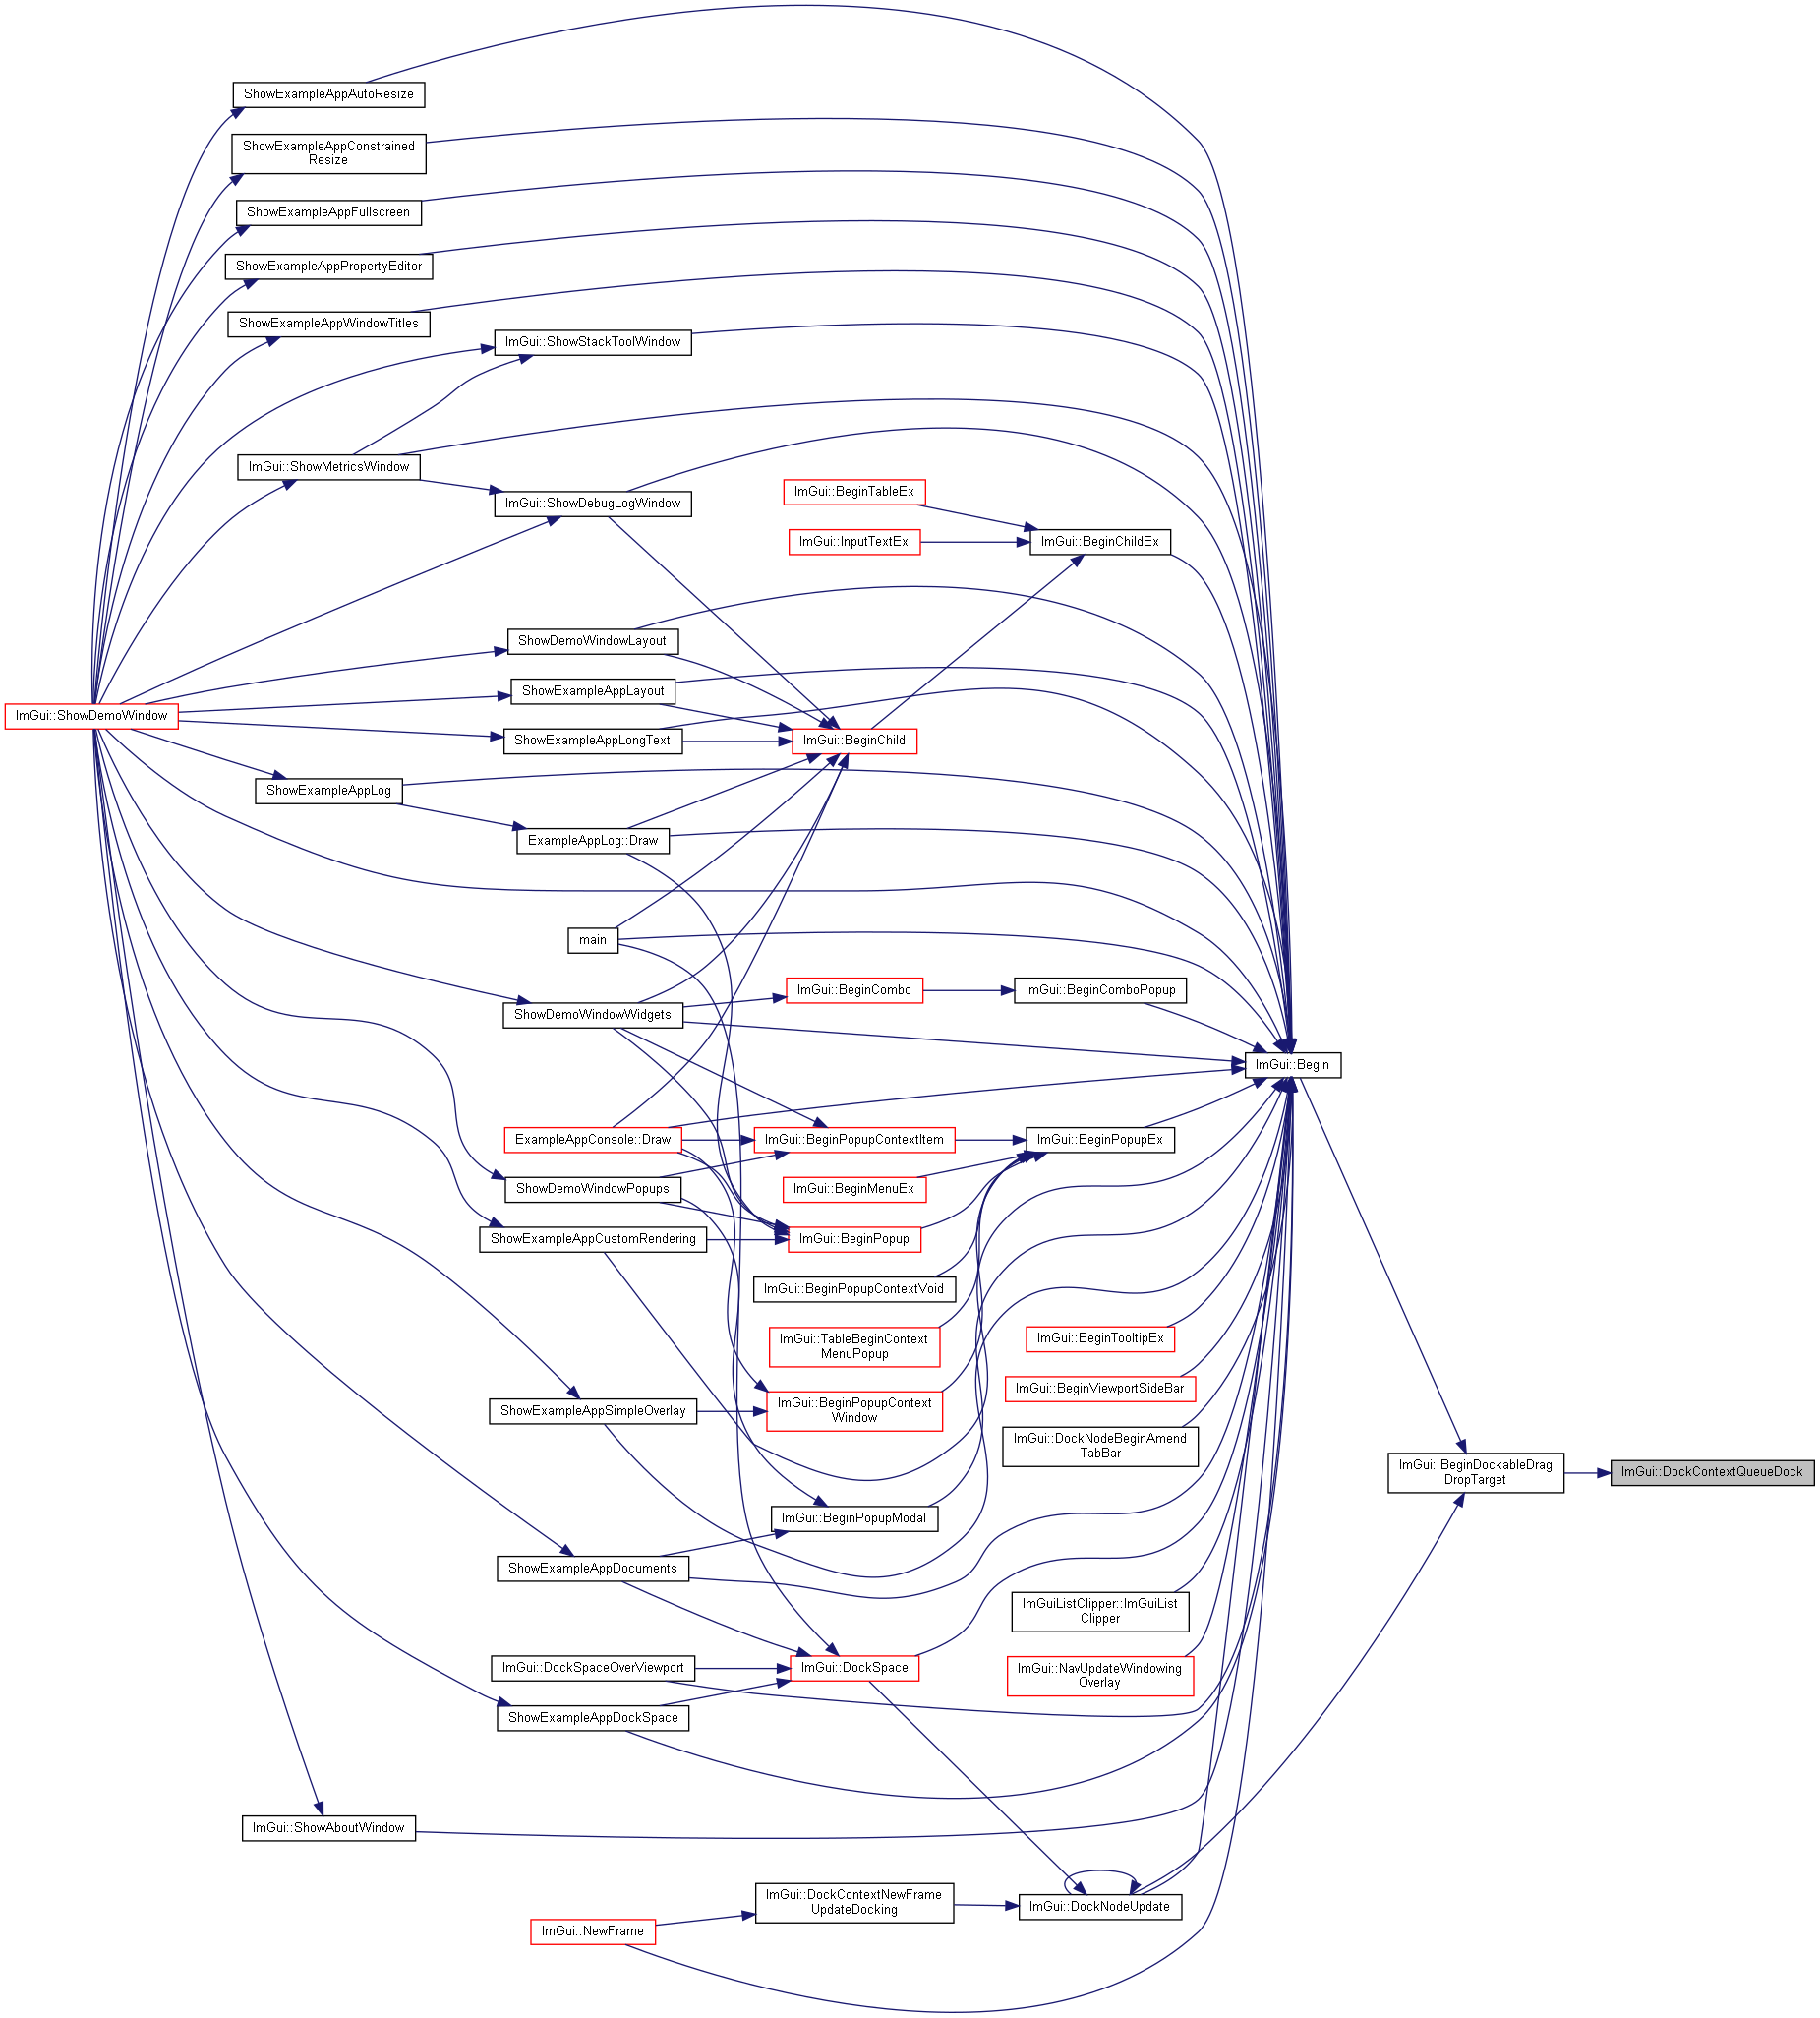 ShowExampleAppAutoResize
ShowExampleAppConstrained
Resize
ShowExampleAppFullscreen
ShowExampleAppPropertyEditor
ShowExampleAppWindowTitles
ImGui::ShowStackToolWindow
ImGui::ShowMetricsWindow
ImGui::ShowDebugLogWindow
ImGui::BeginTableEx
ImGui::InputTextEx
ImGui::BeginChildEx
ShowDemoWindowLayout
ShowExampleAppLayout
ImGui::ShowDemoWindow
ShowExampleAppLongText
ImGui::BeginChild
ShowExampleAppLog
ExampleAppLog::Draw
main
ImGui::BeginCombo
ImGui::BeginComboPopup
ShowDemoWindowWidgets
ImGui::Begin
ExampleAppConsole::Draw
ImGui::BeginPopupContextItem
ImGui::BeginPopupEx
ShowDemoWindowPopups
ImGui::BeginMenuEx
ShowExampleAppCustomRendering
ImGui::BeginPopup
ImGui::BeginPopupContextVoid
ImGui::TableBeginContext
MenuPopup
ImGui::BeginTooltipEx
ImGui::BeginViewportSideBar
ShowExampleAppSimpleOverlay
ImGui::BeginPopupContext
Window
ImGui::DockNodeBeginAmend
TabBar
ImGui::BeginDockableDrag
DropTarget
ImGui::DockContextQueueDock
ImGui::BeginPopupModal
ShowExampleAppDocuments
ImGuiListClipper::ImGuiList
Clipper
ImGui::DockSpaceOverViewport
ImGui::DockSpace
ImGui::NavUpdateWindowing
Overlay
ShowExampleAppDockSpace
ImGui::ShowAboutWindow
ImGui::DockContextNewFrame
UpdateDocking
ImGui::DockNodeUpdate
ImGui::NewFrame